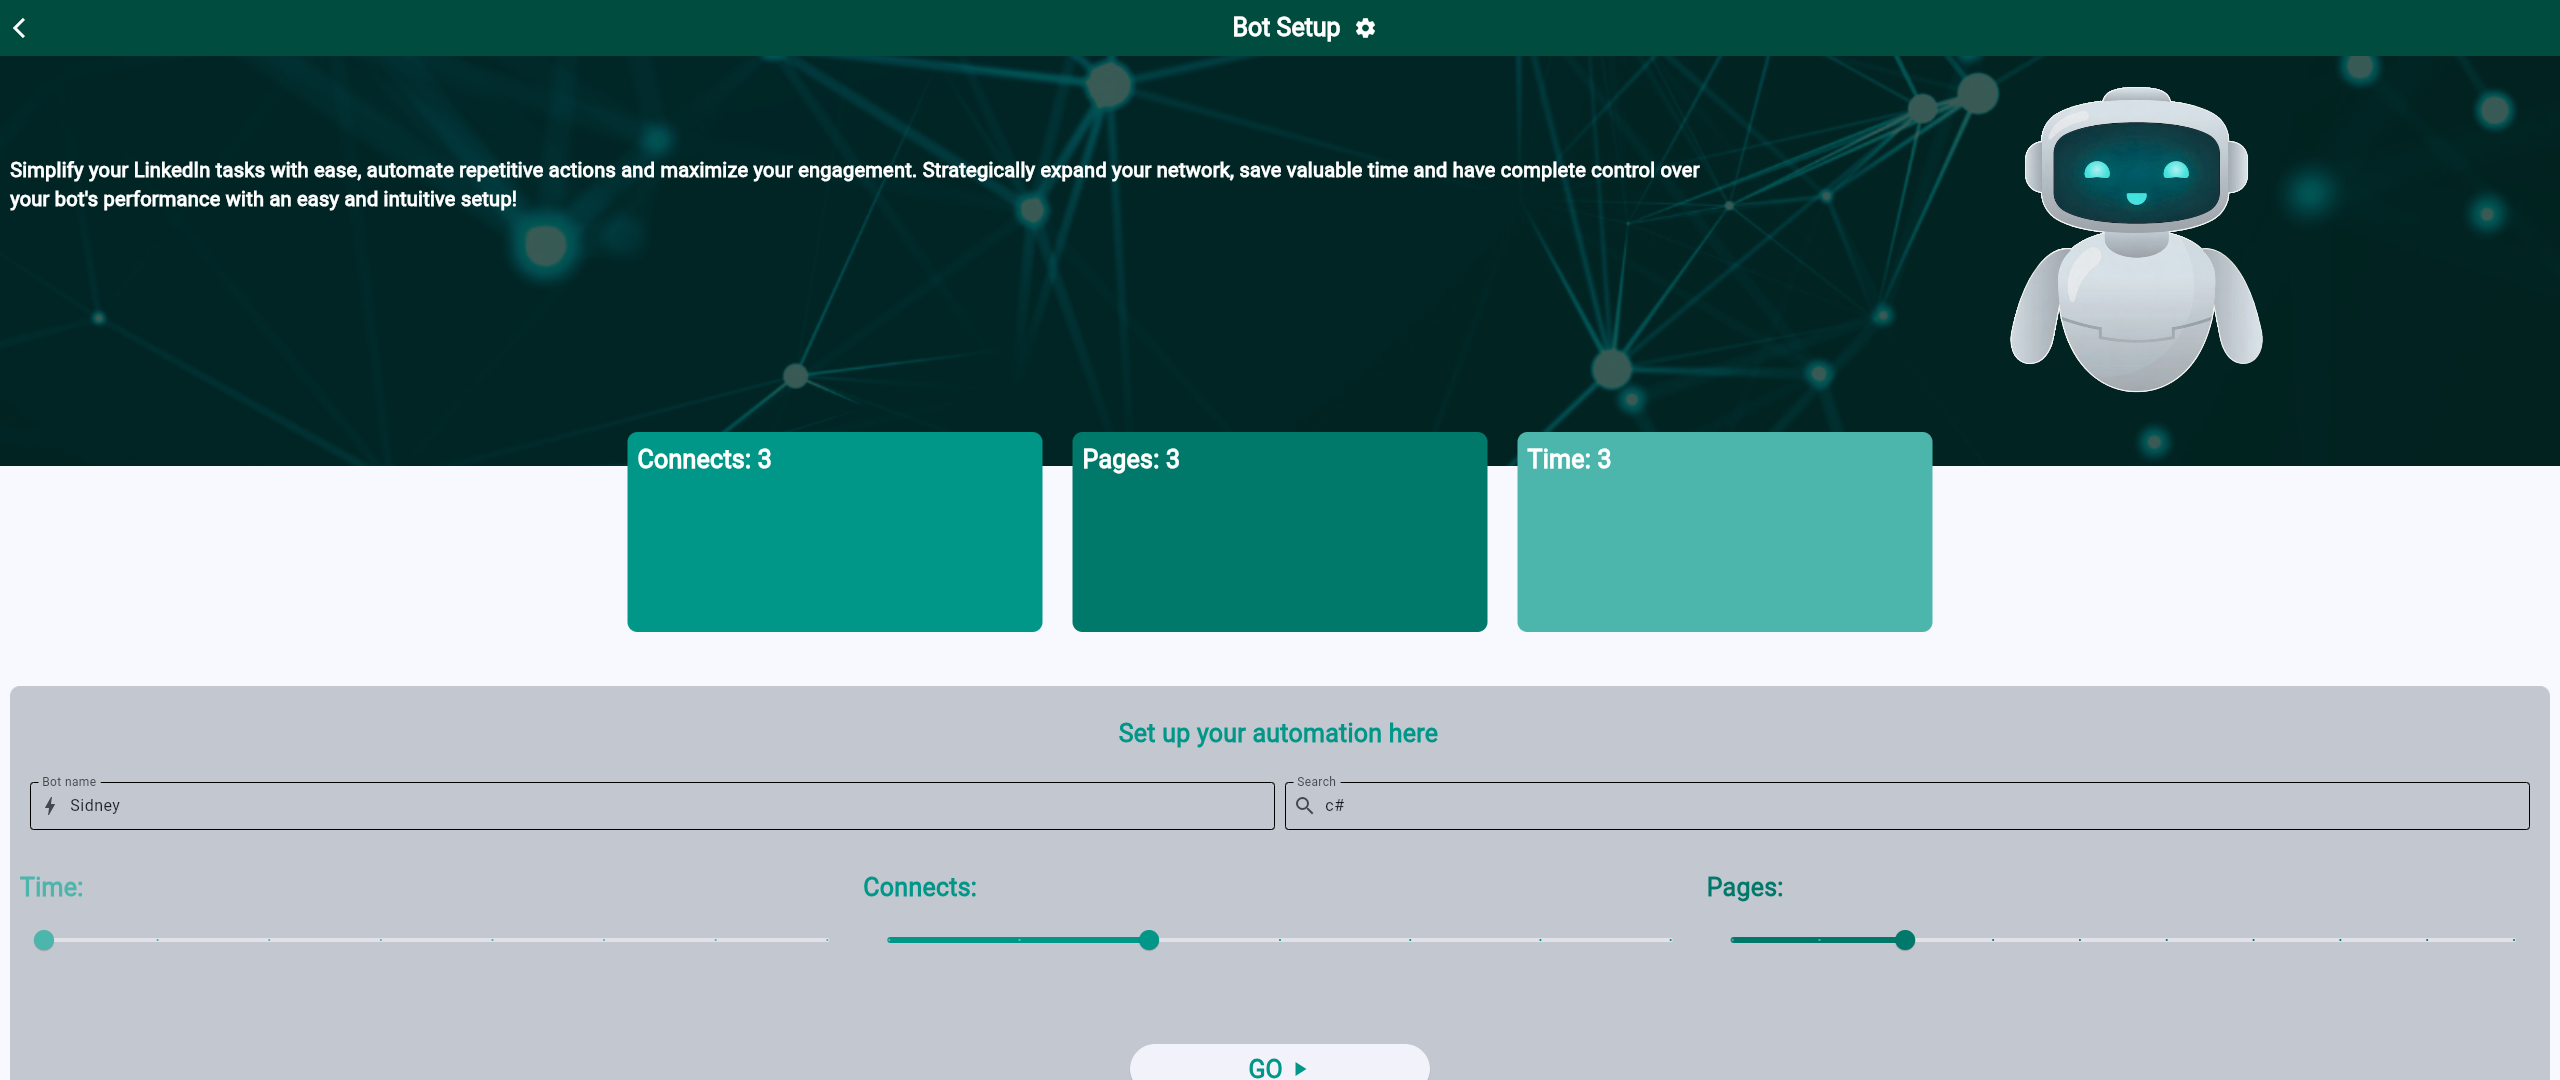 Bot Setup
Simplify your LinkedIn tasks with ease, automate repetitive actions and maximize your engagement. Strategically expand your network, save valuable time and have complete control over
your bot's performance with an easy and intuitive setup!
Connects: 3
Pages: 3
Time: 3
Set up your automation here
Bot name
Sidney
Search
c#
Time:
Connects:
Pages:
GO